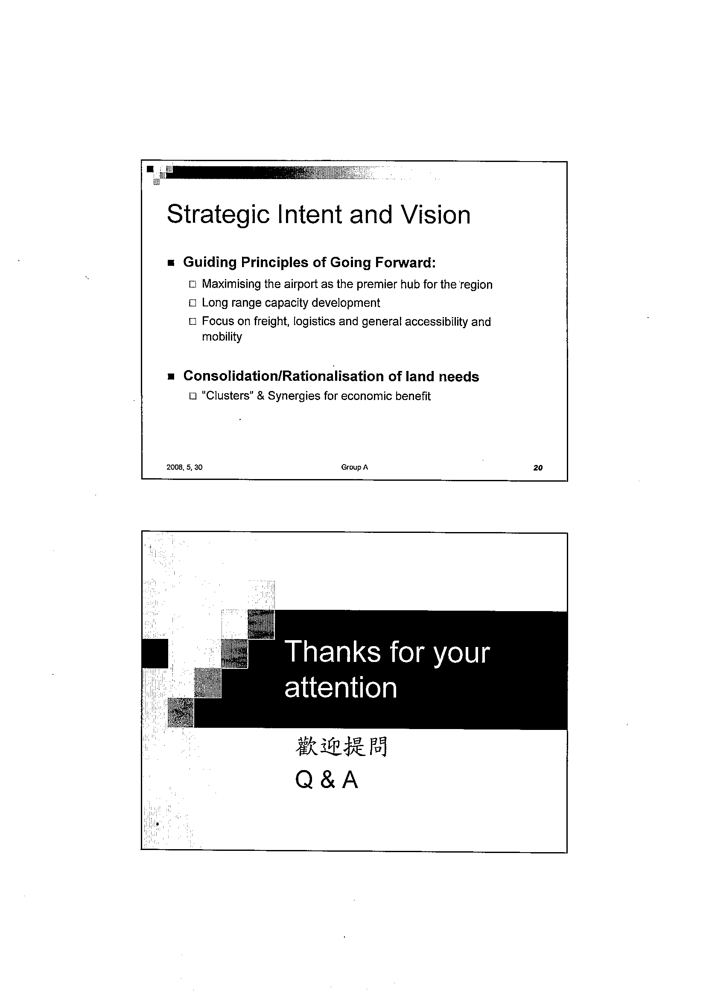 Strategic Intent and Vision
Guiding Principles of Going Forward:
Maximising the airport as the premier hub for the region
Long range capacity development
Focus on freight, logistics and general accessibility and
mobility
Consolidation/Rationalisation of land needs
“Clusters” & Synergies for economic benefit
2008, 5, 30 Group A 20
Thanks for your
attention
歡迎提問
Q & A